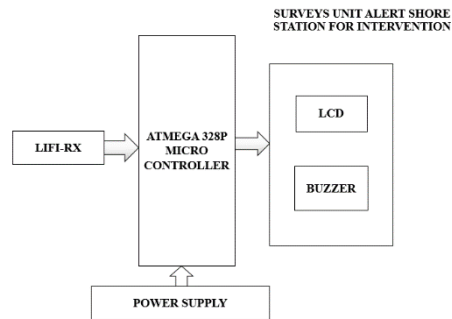 SURVEYS UNIT ALERT SHORE
STATION FOR INTERVENTION
LIFI-RX
ATMEGA 328P
MICRO
CONTROLLER
LCD
BUZZER
POWER SUPPLY